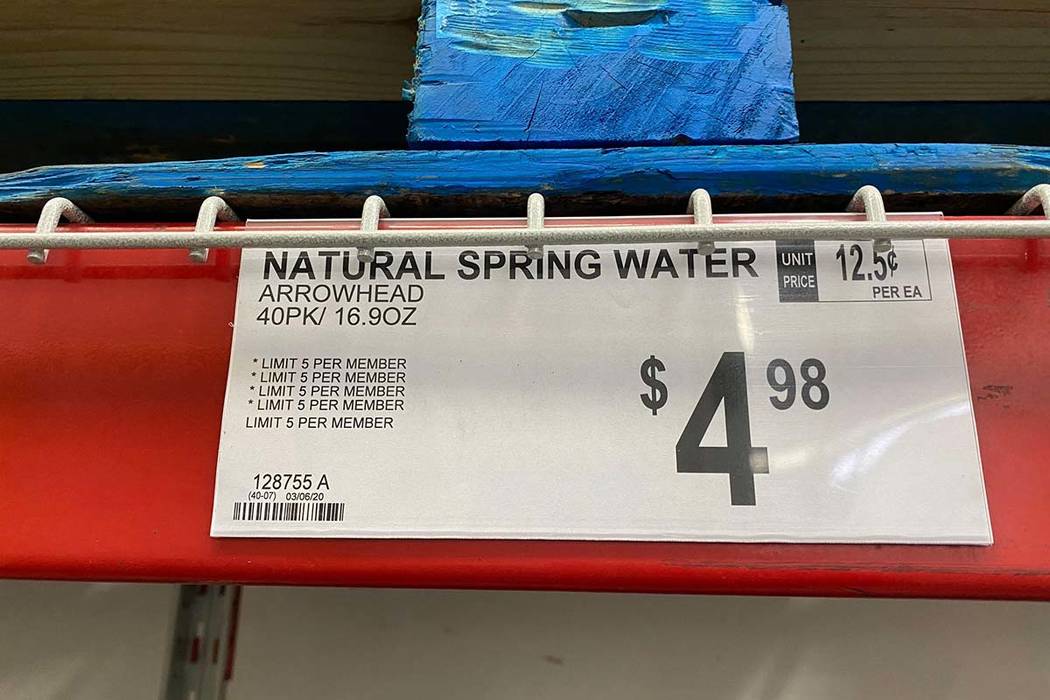 NATURAL SPRING WATER
ARROWHEAD
40PK/ 16.9OZ
UNIT PRICE
12.5¢
PER EA
* LIMIT 5 PER MEMBER
* LIMIT 5 PER MEMBER
* LIMIT 5 PER MEMBER
* LIMIT 5 PER MEMBER
LIMIT 5 PER MEMBER
$4 98
128755 A
(40-07) 03/06/20